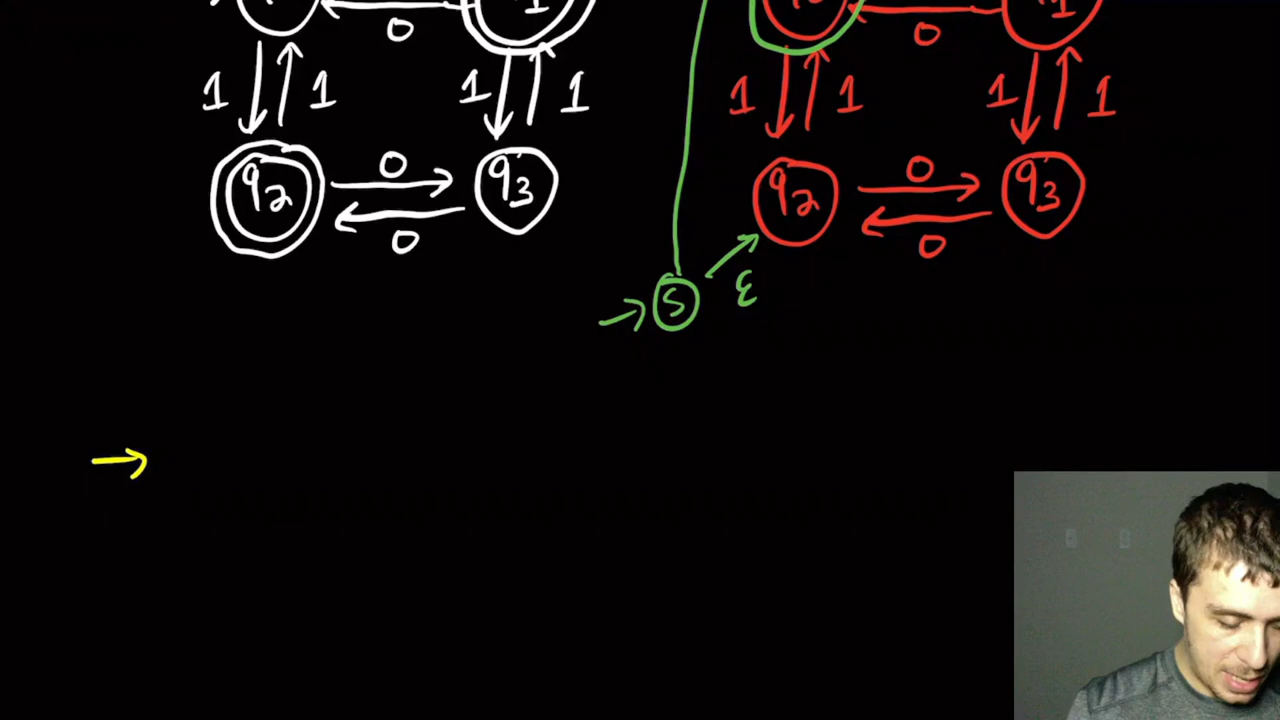 0 0
1 1 1 1 1 1 1 1
q2 0 q3 q2 0 q3
0 0
S ε